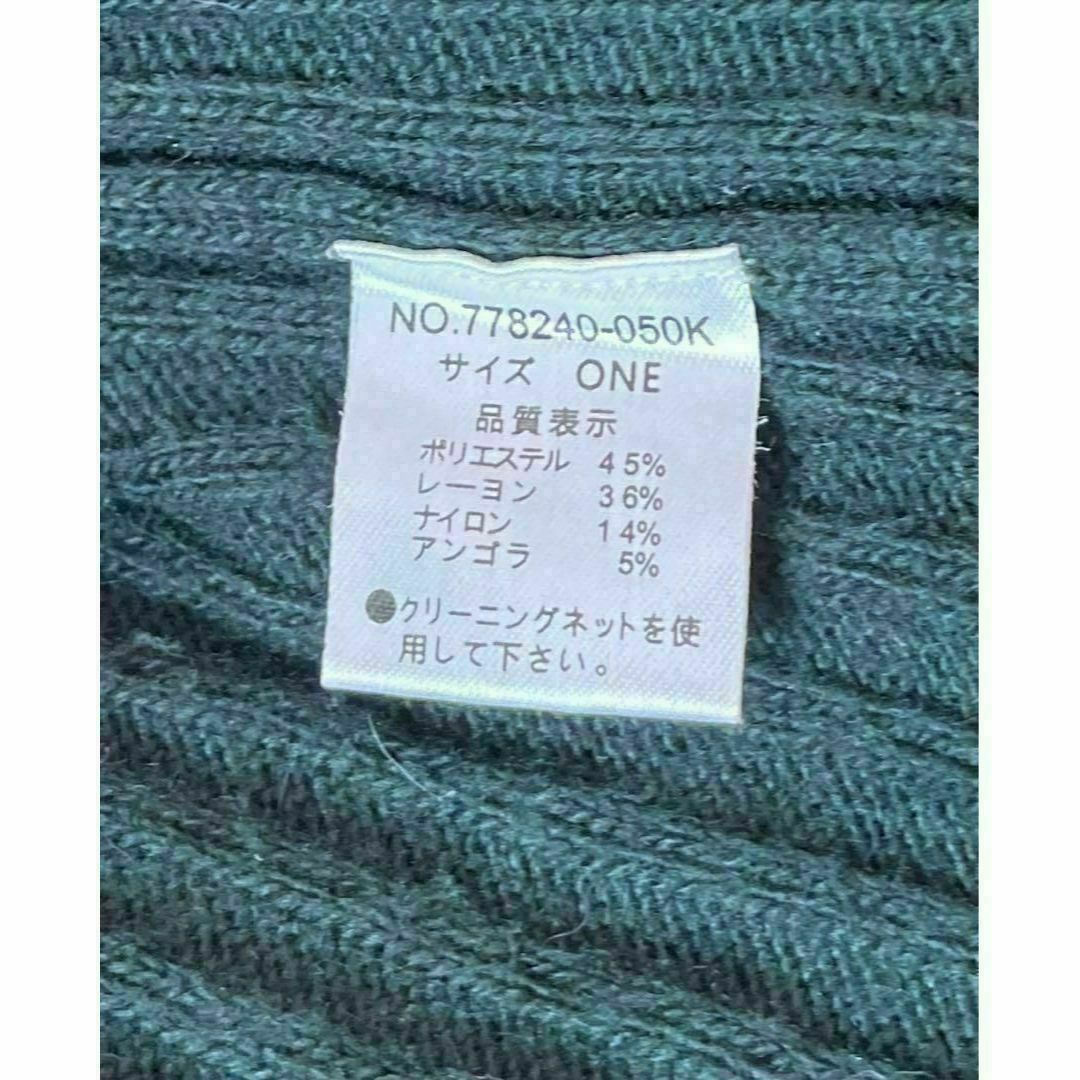 NO.778240-050K
サイズ ONE
品質表示
ポリエステル 45%
レーヨン 36%
ナイロン 14%
アンゴラ 5%
●クリーニングネットを使
用して下さい。